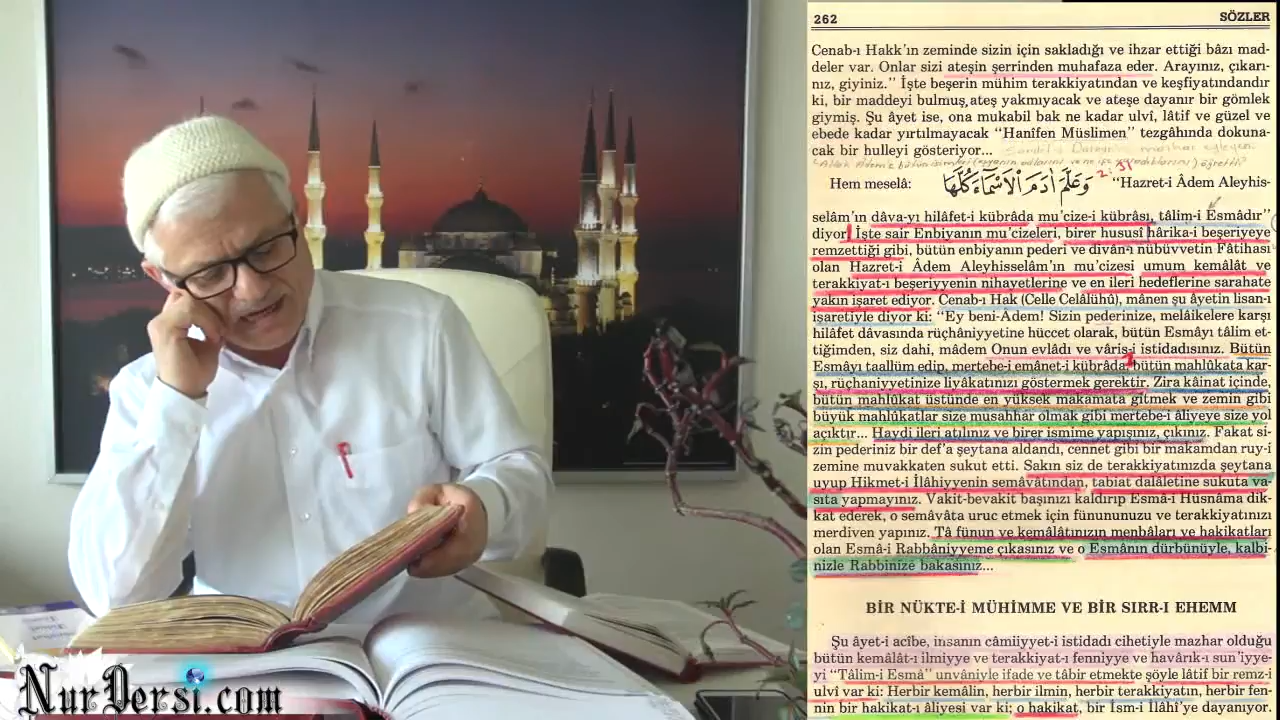 262 SÖZLER
Cenab-ı Hakk'ın zeminde sizin için sakladığı ve ihzar ettiği bâzı mad-
deler var. Onlar sizi ateşin şerrinden muhafaza eder. Arayınız, çıkarı-
nız, giyiniz.” İşte beşerin mühim terakkiyatından ve keşfiyatındandır
ki, bir maddeyi bulmuş, ateş yakmıyacak ve ateşe dayanır bir gömlek
giymiş. Şu âyet ise, ona mukabil bak ne kadar ulvî, lâtif ve güzel ve
ebede kadar yırtılmayacak “Hanîfen Müslimen” tezgâhında dokuna-
cak bir hulleyi gösteriyor...
Hem meselâ: وَعَلَّمَ اٰدَمَ الْاَسْمَٓاءَ كُلَّهَا 2:31 “Hazret-i Âdem Aleyhis-
selâm'ın dâva-yı hilâfet-i kübrâda mu'cize-i kübrâsı, tâlim-i Esmâdır”
diyor. İşte sair Enbiyanın mu'cizeleri, birer hususî hârika-i beşeriyeye
remzettiği gibi, bütün enbiyanın pederi ve dîvân-ı nübüvvetin Fâtihası
olan Hazret-i Âdem Aleyhisselâm'ın mu'cizesi umum kemâlât ve
terakkiyat-ı beşeriyyenin nihayetlerine ve en ileri hedeflerine sarahate
yakın işaret ediyor. Cenab-ı Hak (Celle Celâlühû), mânen şu âyetin lisan-ı
işaretiyle diyor ki: “Ey beni-Âdem! Sizin pederinize, melâikelere karşı
hilâfet dâvasında rüçhaniyyetine hüccet olarak, bütün Esmâyı tâlim et-
tiğimden, siz dahi, mâdem Onun evlâdı ve vâris-i istidadısınız. Bütün
Esmâyı taallüm edip, mertebe-i emânet-i kübrâda, bütün mahlûkata kar-
şı, rüçhaniyyetinize liyâkatınızı göstermek gerektir. Zira kâinat içinde,
bütün mahlûkat üstünde en yüksek makamata gitmek ve zemin gibi
büyük mahlûkatlar size musahhar olmak gibi mertebe-i âliyeye size yol
açıktır... Haydi ileri atılınız ve birer ismime yapışınız, çıkınız. Fakat si-
zin pederiniz bir def'a şeytana aldandı, cennet gibi bir makamdan ruy-i
zemine muvakkaten sukut etti. Sakın siz de terakkiyatınızda şeytana
uyup Hikmet-i İlâhiyyenin semâvâtından, tabiat dalâletine sukuta va-
sıta yapmayınız. Vakit-bevakit başınızı kaldırıp Esmâ-i Hüsnâma dik-
kat ederek, o semâvâta uruc etmek için fünununuzu ve terakkiyatınızı
merdiven yapınız. Tâ fünun ve kemâlâtınızın menbâları ve hakikatları
olan Esmâ-i Rabbâniyyeme çıkasınız ve o Esmânın dürbünüyle, kalbi-
nizle Rabbinize bakasınız...
BİR NÜKTE-İ MÜHİMME VE BİR SIRR-I EHEMM
Şu âyet-i acîbe, insanın câmiiyyet-i istidadı cihetiyle mazhar olduğu
bütün kemâlât-ı ilmiyye ve terakkiyat-ı fenniyye ve havârık-ı sun'iyye-
yi “Tâlim-i Esmâ” unvâniyle ifade ve tâbir etmekte şöyle lâtif bir remz-i
ulvî var ki: Herbir kemâlin, herbir ilmin, herbir terakkiyatın, herbir fen-
nin bir hakikat-ı âliyesi var ki; o hakikat, bir İsm-i İlâhî'ye dayanıyor.
NurDersi.com